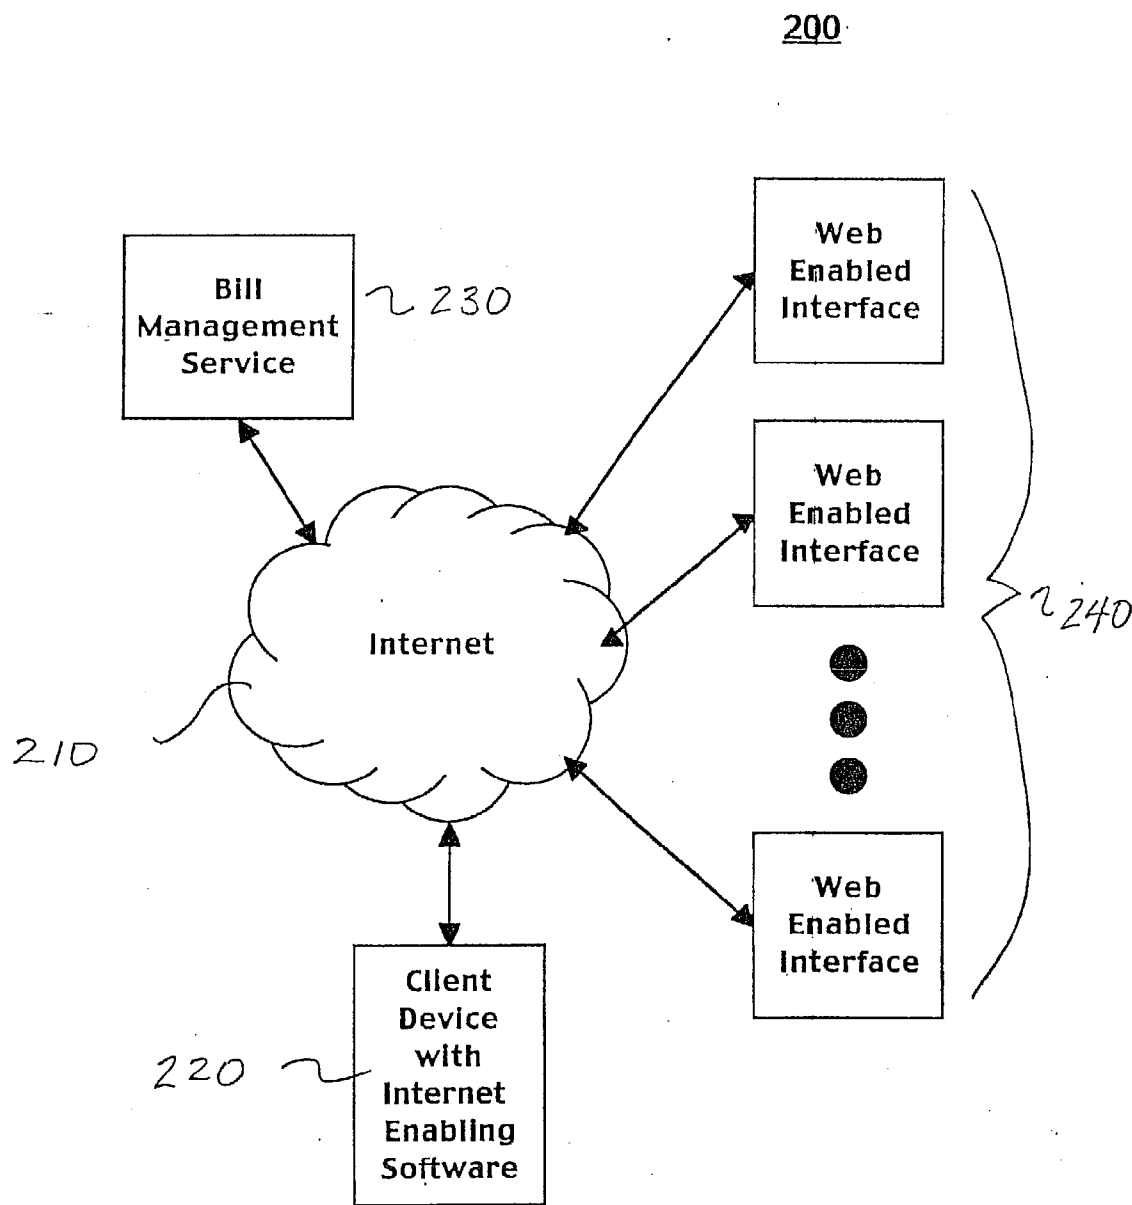 200
Web
Enabled
Interface
Bill
Management
Service
230
Web
Enabled
Interface
240
Internet
210
Web
Enabled
Interface
Client
Device
with
Internet
Enabling
Software
220